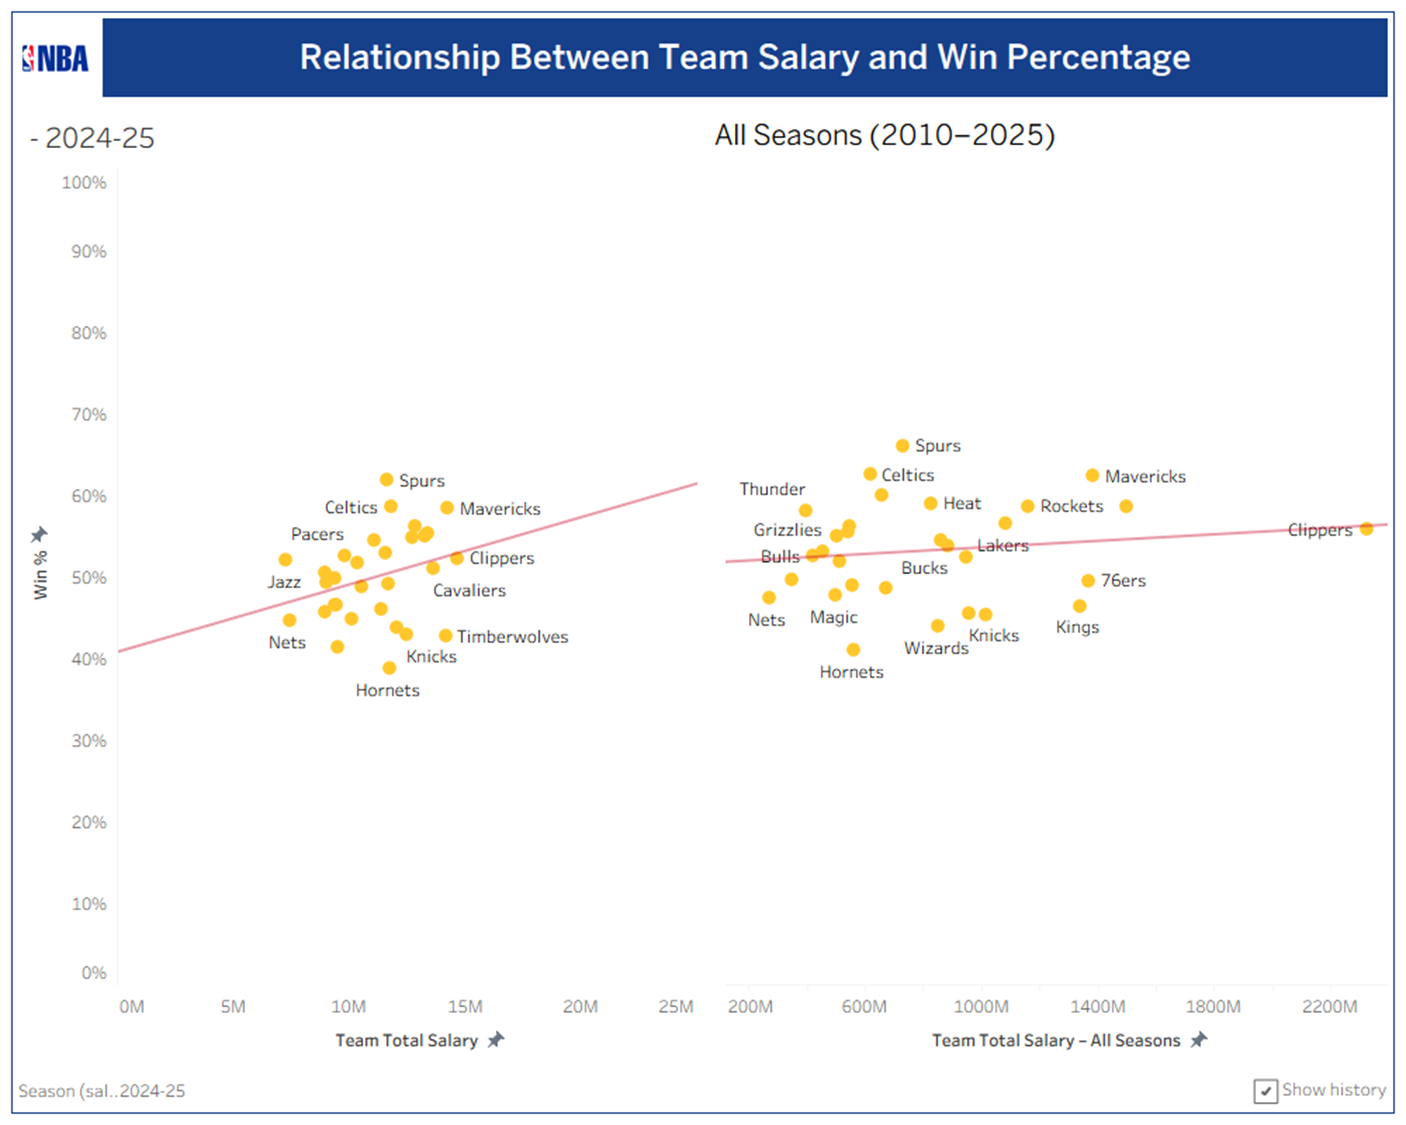 NBA
Relationship Between Team Salary and Win Percentage
- 2024-25
All Seasons (2010–2025)
100%
90%
80%
70%
60%
50%
40%
30%
20%
10%
0%
Win %
Spurs
Celtics
Mavericks
Pacers
Clippers
Jazz
Cavaliers
Nets
Timberwolves
Knicks
Hornets
0M
5M
10M
15M
20M
25M
Team Total Salary
Spurs
Celtics
Mavericks
Thunder
Heat
Rockets
Grizzlies
Clippers
Lakers
Bulls
Bucks
76ers
Nets
Magic
Kings
Knicks
Wizards
Hornets
200M
600M
1000M
1400M
1800M
2200M
Team Total Salary – All Seasons
Season (sal..2024-25
Show history